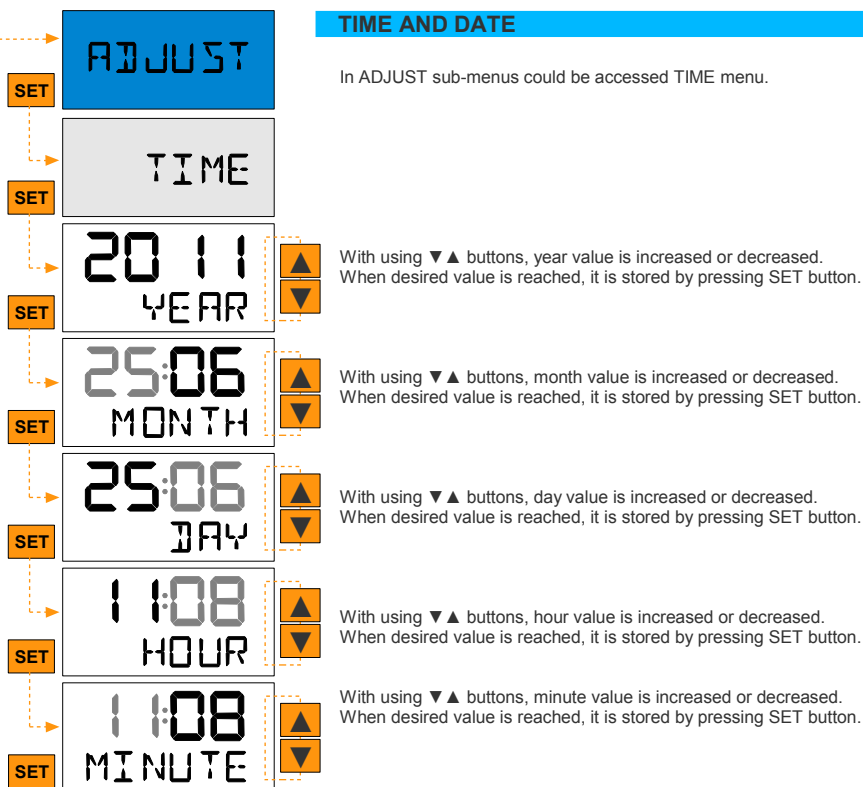 TIME AND DATE
ADJUST
In ADJUST sub-menus could be accessed TIME menu.
SET
TIME
SET
2011
YEAR
▲
▼
With using ▼▲ buttons, year value is increased or decreased.
When desired value is reached, it is stored by pressing SET button.
SET
25:06
MONTH
▲
▼
With using ▼▲ buttons, month value is increased or decreased.
When desired value is reached, it is stored by pressing SET button.
SET
25:06
DAY
▲
▼
With using ▼▲ buttons, day value is increased or decreased.
When desired value is reached, it is stored by pressing SET button.
SET
11:08
HOUR
▲
▼
With using ▼▲ buttons, hour value is increased or decreased.
When desired value is reached, it is stored by pressing SET button.
SET
11:08
MINUTE
▲
▼
With using ▼▲ buttons, minute value is increased or decreased.
When desired value is reached, it is stored by pressing SET button.
SET